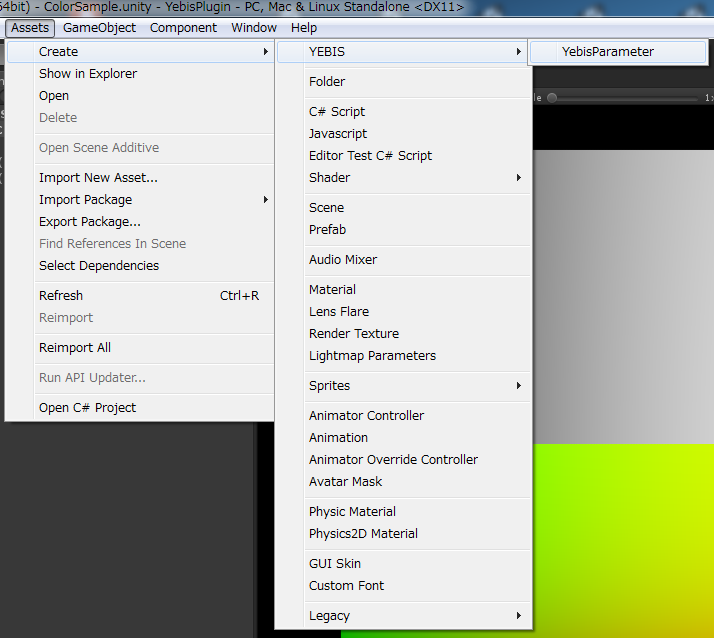 64bit) - ColorSample.unity - YebisPlugin - PC, Mac & Linux Standalone <DX11>
Assets GameObject Component Window Help
Create
Show in Explorer
Open
Delete
Open Scene Additive
Import New Asset...
Import Package
Export Package...
Find References In Scene
Select Dependencies
Refresh Ctrl+R
Reimport
Reimport All
Run API Updater...
Open C# Project
YEBIS
Folder
C# Script
Javascript
Editor Test C# Script
Shader
Scene
Prefab
Audio Mixer
Material
Lens Flare
Render Texture
Lightmap Parameters
Sprites
Animator Controller
Animation
Animator Override Controller
Avatar Mask
Physic Material
Physics2D Material
GUI Skin
Custom Font
Legacy
YebisParameter
le 1x